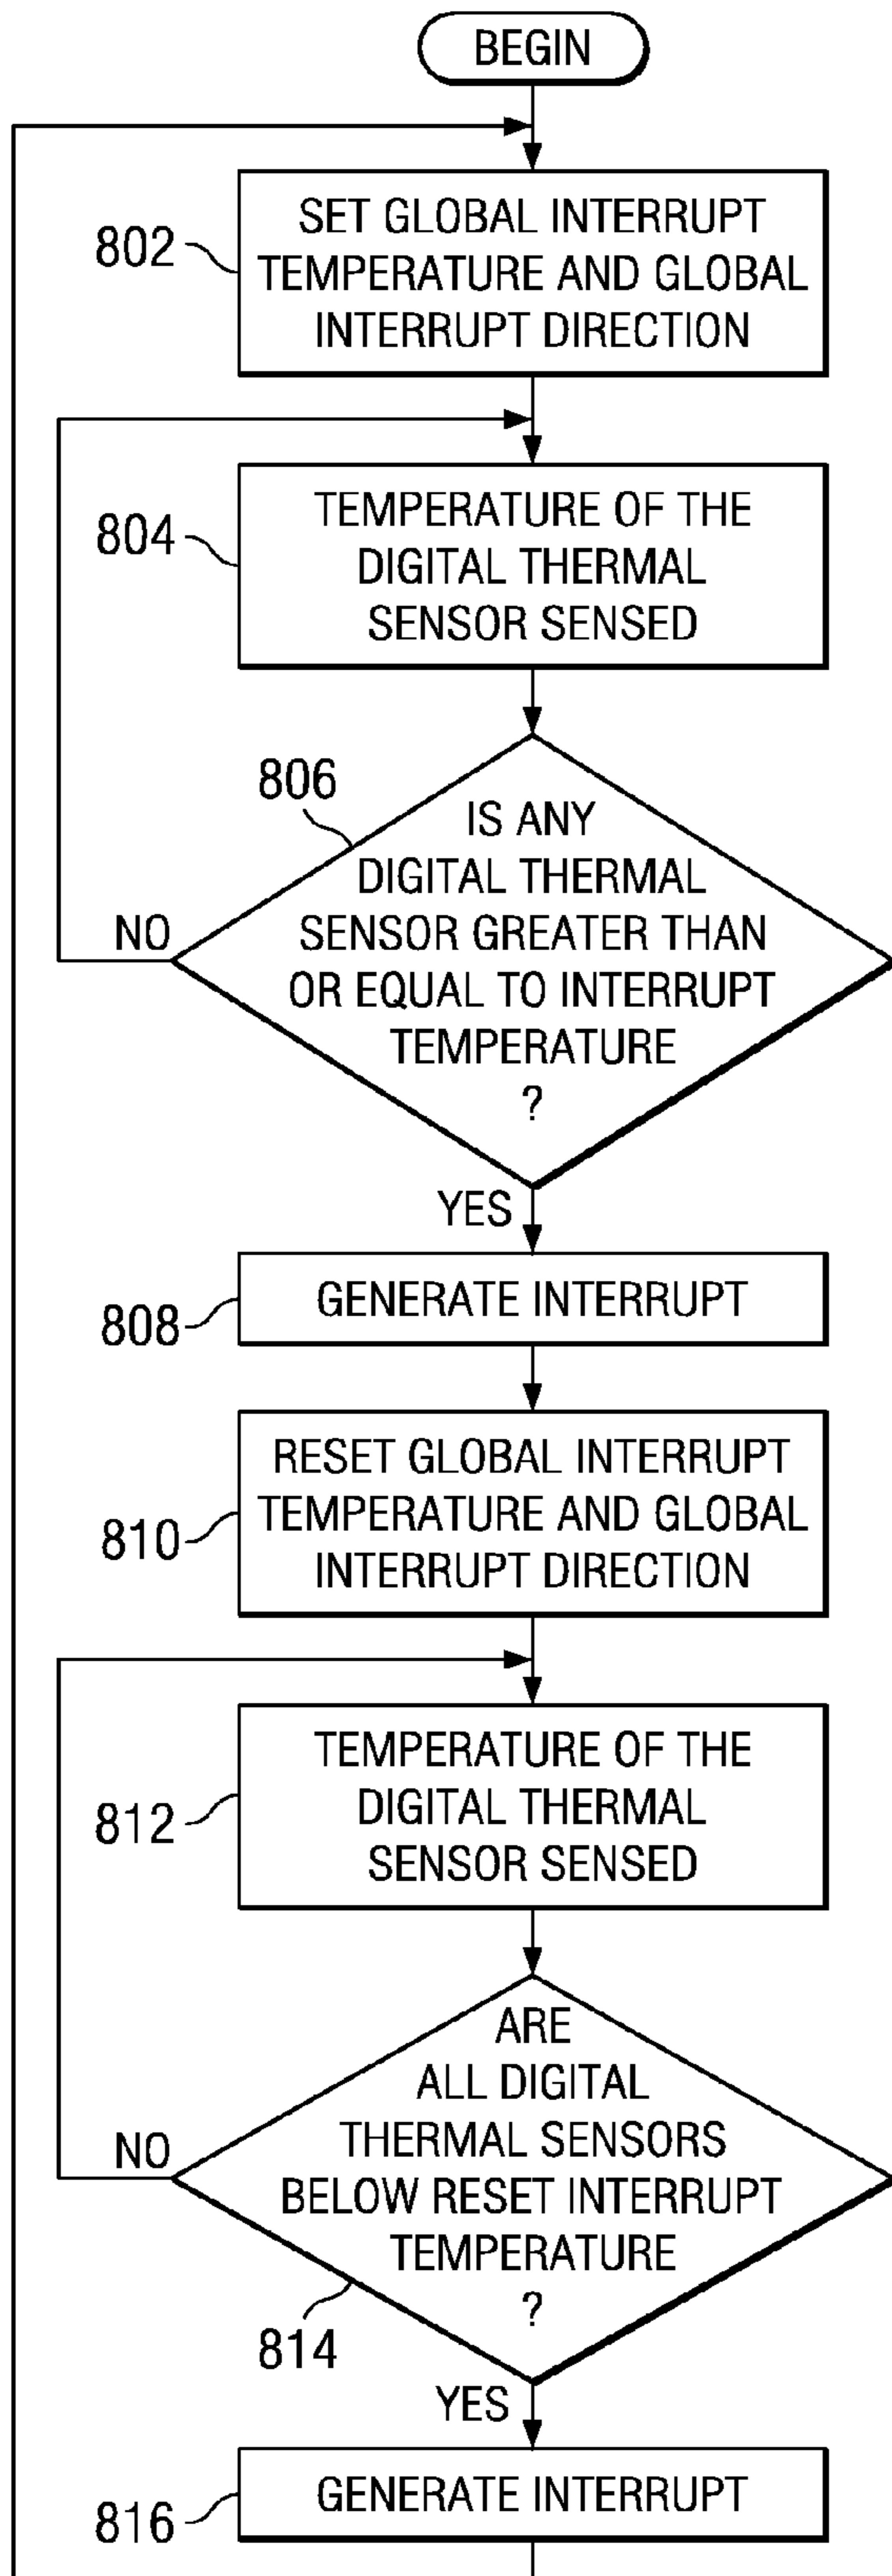 BEGIN
802
SET GLOBAL INTERRUPT
TEMPERATURE AND GLOBAL
INTERRUPT DIRECTION
804
TEMPERATURE OF THE
DIGITAL THERMAL
SENSOR SENSED
806
IS ANY
DIGITAL THERMAL
SENSOR GREATER THAN
OR EQUAL TO INTERRUPT
TEMPERATURE
?
NO
YES
808
GENERATE INTERRUPT
810
RESET GLOBAL INTERRUPT
TEMPERATURE AND GLOBAL
INTERRUPT DIRECTION
812
TEMPERATURE OF THE
DIGITAL THERMAL
SENSOR SENSED
ARE
ALL DIGITAL
THERMAL SENSORS
BELOW RESET INTERRUPT
TEMPERATURE
?
NO
814
YES
816
GENERATE INTERRUPT